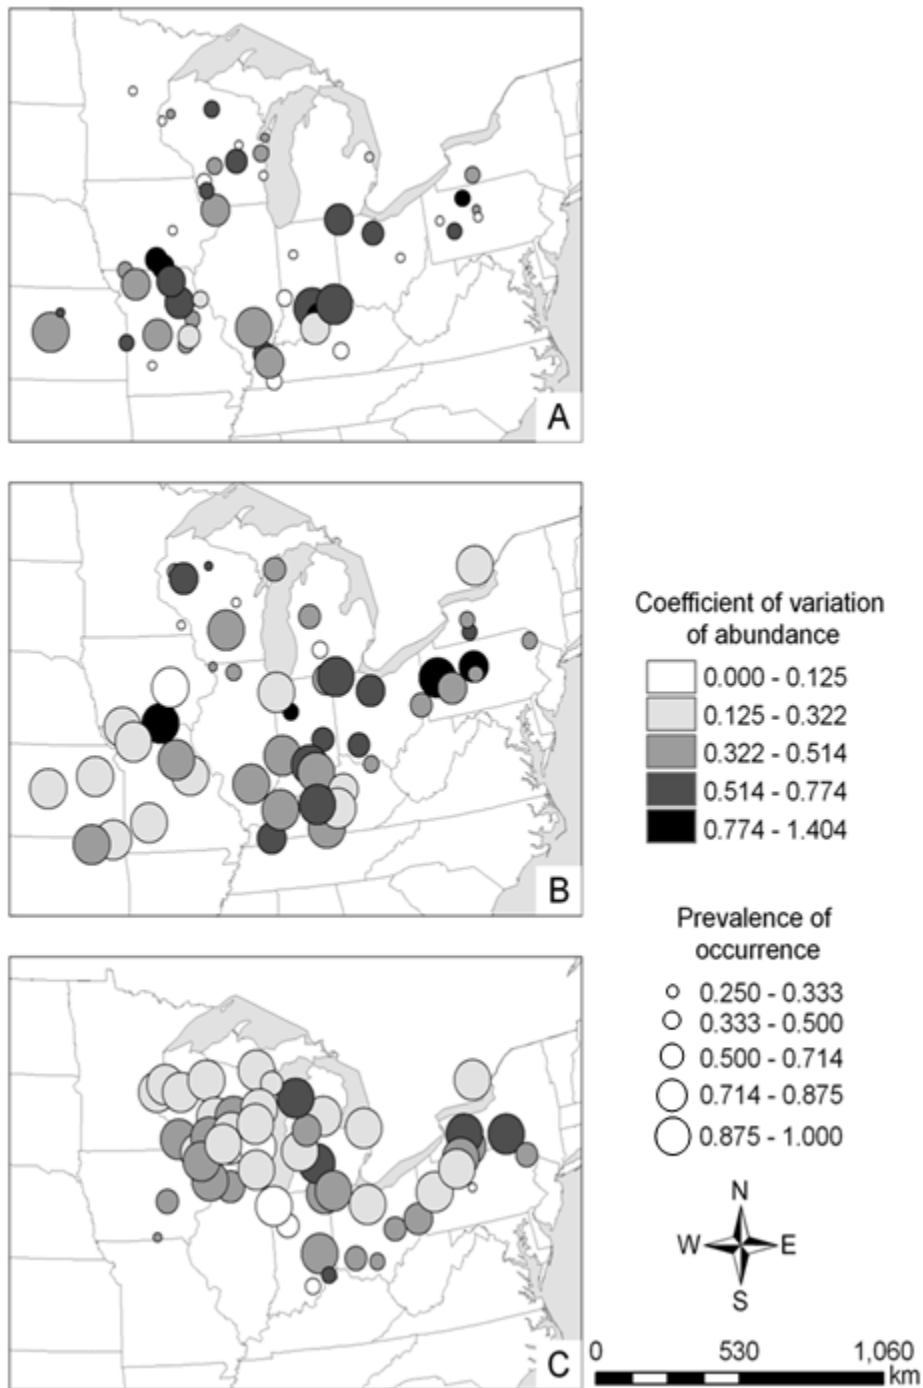 A
B
Coefficient of variation
of abundance
0.000 - 0.125
0.125 - 0.322
0.322 - 0.514
0.514 - 0.774
0.774 - 1.404
Prevalence of
occurrence
0.250 - 0.333
0.333 - 0.500
0.500 - 0.714
0.714 - 0.875
0.875 - 1.000
N
W E
S
C
0 530 1,060
km